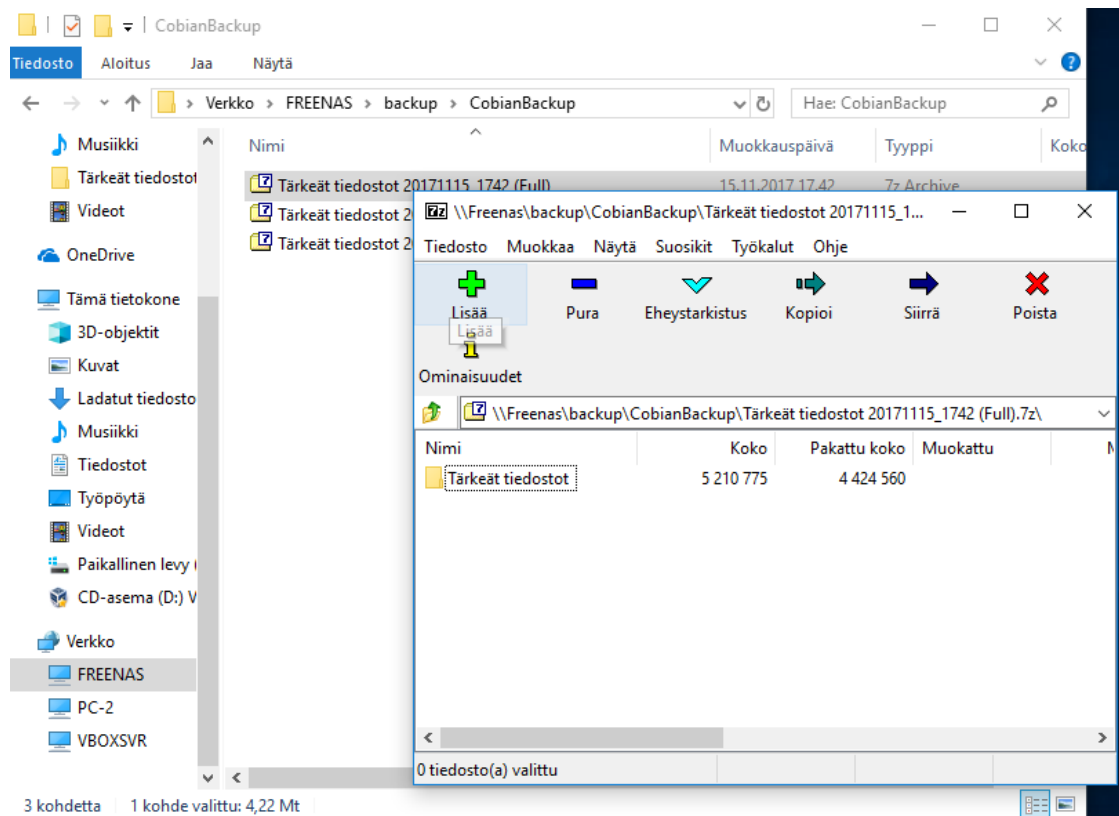 CobianBackup
Tiedosto Aloitus Jaa Näytä
Verkko > FREENAS > backup > CobianBackup
Hae: CobianBackup
Nimi Muokkauspäivä Tyyppi Koko
Musiikki
Tärkeät tiedostot
Videot
OneDrive
Tämä tietokone
3D-objektit
Kuvat
Ladatut tiedosto
Musiikki
Tiedostot
Työpöytä
Videot
Paikallinen levy (
CD-asema (D:) V
Verkko
FREENAS
PC-2
VBOXSVR
Tärkeät tiedostot 20171115_1742 (Full) 15.11.2017 17.42 7z Archive
Tärkeät tiedostot 2
Tärkeät tiedostot 2
3 kohdetta 1 kohde valittu: 4,22 Mt
7z \\Freenas\backup\CobianBackup\Tärkeät tiedostot 20171115_1...
Tiedosto Muokkaa Näytä Suosikit Työkalut Ohje
Lisää Pura Eheystarkistus Kopioi Siirrä Poista
Lisää
Ominaisuudet
\\Freenas\backup\CobianBackup\Tärkeät tiedostot 20171115_1742 (Full).7z\
Nimi Koko Pakattu koko Muokattu
Tärkeät tiedostot 5 210 775 4 424 560
0 tiedosto(a) valittu